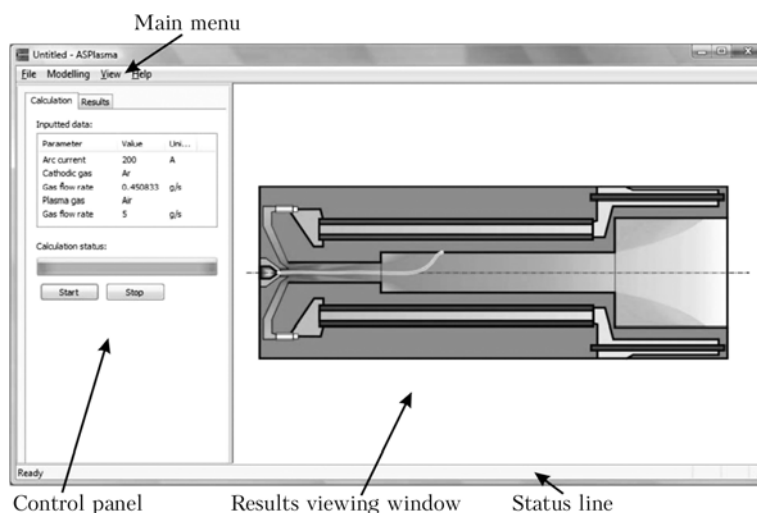 Main menu
Untitled - ASPlasma
File Modelling View Help
Calculation Results
Inputted data:
Parameter Value Uni...
Arc current 200 A
Cathodic gas Ar
Gas flow rate 0.450833 g/s
Plasma gas Air
Gas flow rate 5 g/s
Calculation status:
Start Stop
Ready
Control panel Results viewing window Status line